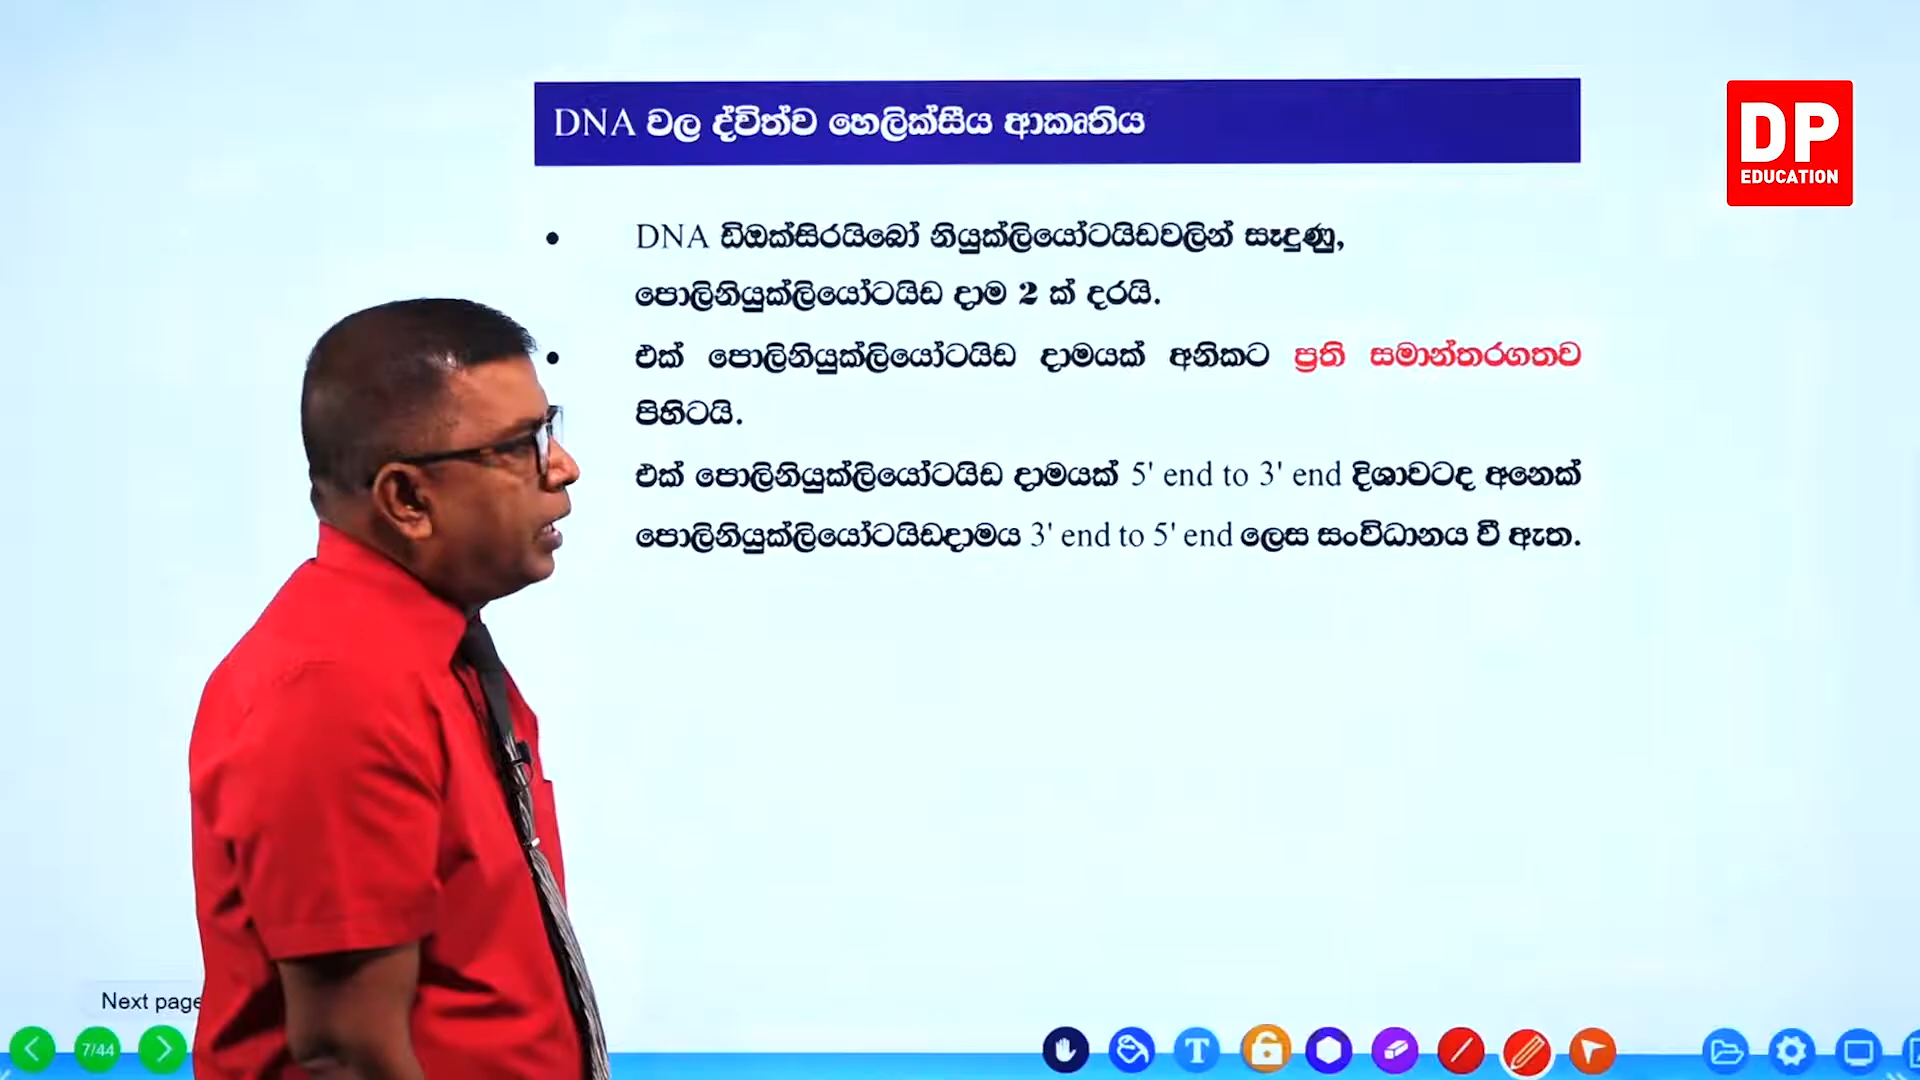 DNA වල ද්විත්ව හෙලික්සීය ආකෘතිය
DP
EDUCATION
• DNA ඩිඔක්සිරයිබෝ නියුක්ලියෝටයිඩවලින් සෑදුණු,
පොලිනියුක්ලියෝටයිඩ දාම 2 ක් දරයි.
• එක් පොලිනියුක්ලියෝටයිඩ දාමයක් අනිකට ප්‍රති සමාන්තරගතව
පිහිටයි.
එක් පොලිනියුක්ලියෝටයිඩ දාමයක් 5' end to 3' end දිශාවටද අනෙක්
පොලිනියුක්ලියෝටයිඩදාමය 3' end to 5' end ලෙස සංවිධානය වී ඇත.
Next page
7/44
T